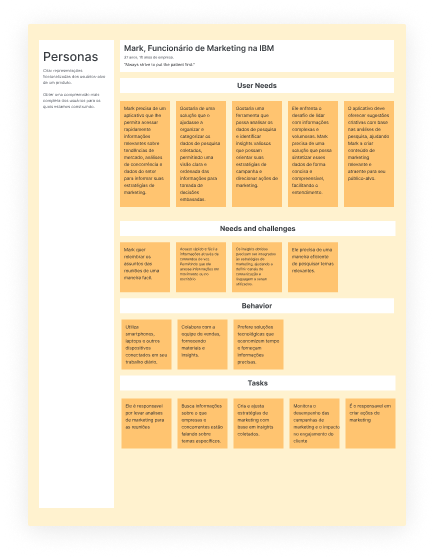 Personas
Criar representações
ficcionalizadas dos usuários-alvo
de um produto.
Obter uma compreensão mais
completa dos usuários para os
quais estamos construindo.
Mark, Funcionário de Marketing na IBM
"Always strive to put the patient first!"
User Needs
Mark precisa de um
aplicativo que lhe
permita acessar
rapidamente
informações
relevantes sobre
tendências de
mercado, análises
da concorrência e
dados do setor
para informar suas
estratégias de
marketing.
Gostaria de uma
solução que o
ajudasse a
organizar e
categorizar os
dados de pesquisa
coletados,
permitindo uma
visão clara e
ordenada das
informações para
tomada de
decisões
embasadas.
Gostaria de uma
ferramenta que
possa analisar os
dados de pesquisa
e identificar
insights valiosos
que possam
orientar suas
estratégias de
campanha e
direcionar ações de
marketing.
Ele enfrenta o
desafio de lidar
com informações
complexas e
volumosas. Mark
precisa de uma
solução que possa
sintetizar esses
dados de forma
concisa e
compreensível,
facilitando o
entendimento.
O aplicativo deve
oferecer sugestões
criativas com base
nas análises de
pesquisa, ajudando
Mark a criar
conteúdo de
marketing
relevante e
atraente para seu
público-alvo.
Needs and challenges
Mark quer
relembrar os
assuntos das
reuniões de uma
maneira fácil.
Ele precisa de uma
maneira eficiente
de pesquisar temas
relevantes.
Behavior
Utiliza
smartphones,
laptops e outros
dispositivos
conectados em seu
trabalho diário.
Colabora com a
equipe de vendas,
fornecendo
materiais e
insights.
Prefere soluções
tecnológicas que
economizem tempo
e forneçam
informações
precisas.
Tasks
Ele é responsável
por levar analises
de marketing para
as reuniões
Busca informações
sobre o que
empresas e
concorrentes estão
falando sobre
temas específicos.
Cria e ajusta
estratégias de
marketing com
base em insights
coletados.
Monitora o
desempenho das
campanhas de
marketing e o impacto
no engajamento do
cliente
É o responsável em
criar ações de
marketing